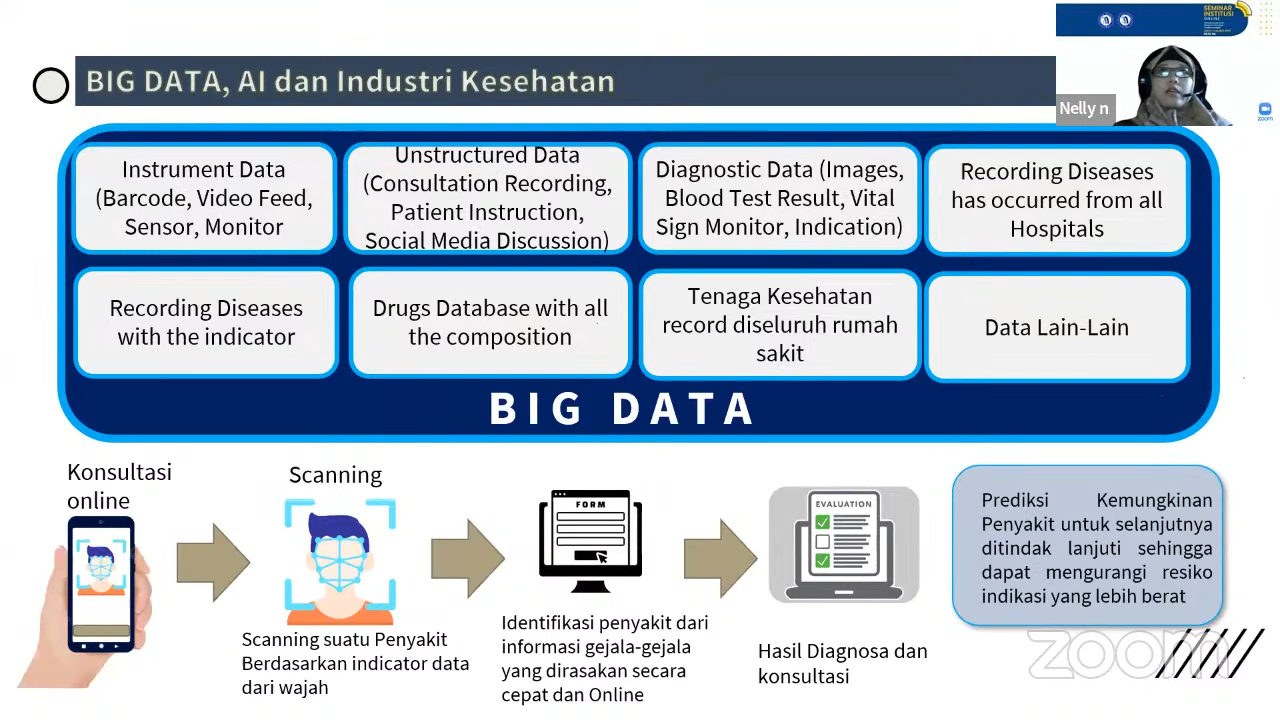 SEMINAR
INSTITUSI
BIG DATA, AI dan Industri Kesehatan
Nelly n
zoom
Instrument Data
(Barcode, Video Feed,
Sensor, Monitor
Unstructured Data
(Consultation Recording,
Patient Instruction,
Social Media Discussion)
Diagnostic Data (Images,
Blood Test Result, Vital
Sign Monitor, Indication)
Recording Diseases
has occurred from all
Hospitals
Recording Diseases
with the indicator
Drugs Database with all
the composition
Tenaga Kesehatan
record diseluruh rumah
sakit
Data Lain-Lain
BIG DATA
Konsultasi
online
Scanning
Scanning suatu Penyakit
Berdasarkan indicator data
dari wajah
FORM
Identifikasi penyakit dari
informasi gejala-gejala
yang dirasakan secara
cepat dan Online
EVALUATION
Hasil Diagnosa dan
konsultasi
Prediksi Kemungkinan
Penyakit untuk selanjutnya
ditindak lanjuti sehingga
dapat mengurangi resiko
indikasi yang lebih berat
zoom